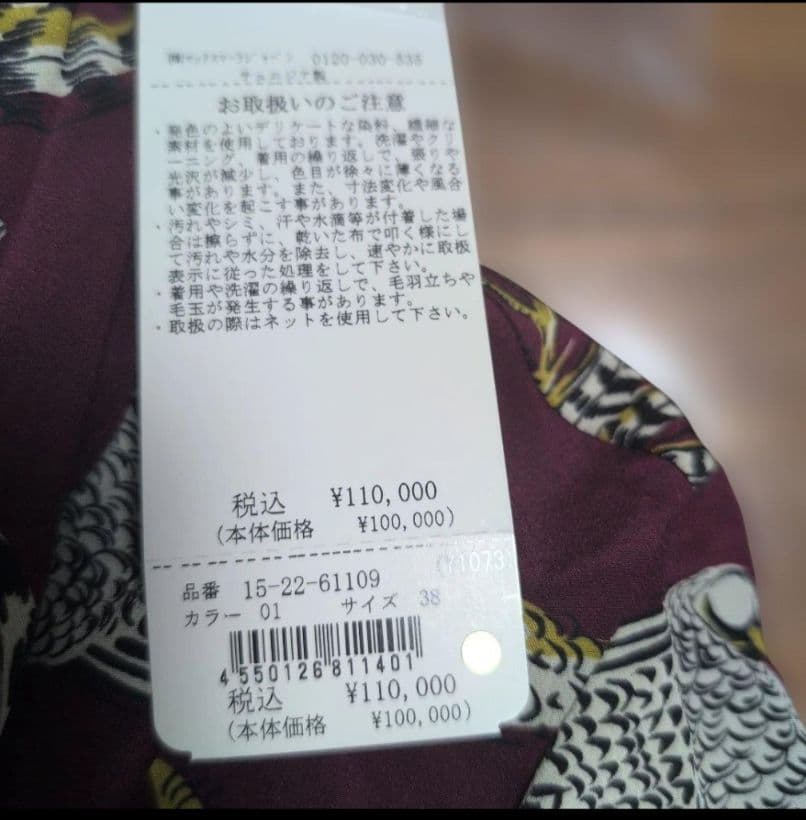 0120-030-535
お取扱いのご注意
・発色のよいデリケートな染料、繊細な
素材を使用しております。洗濯やクリ
ーニング、着用の繰り返しで、張りや
光沢が減少し、色目が徐々に薄くなる
事があります。また、寸法変化や風合
い変化を起こす事があります。
・汚れやシミ、汗や水滴等が付着した場
合は擦らずに、乾いた布で叩く様にし
て汚れや水分を除去し、速やかに取扱
表示に従った処理をして下さい。
・着用や洗濯の繰り返しで、毛羽立ちや
毛玉が発生する事があります。
・取扱の際はネットを使用して下さい。
税込 ¥110,000
(本体価格 ¥100,000)
(Y1073)
品番 15-22-61109
カラー 01 サイズ 38
4 550126 811401
税込 ¥110,000
(本体価格 ¥100,000)